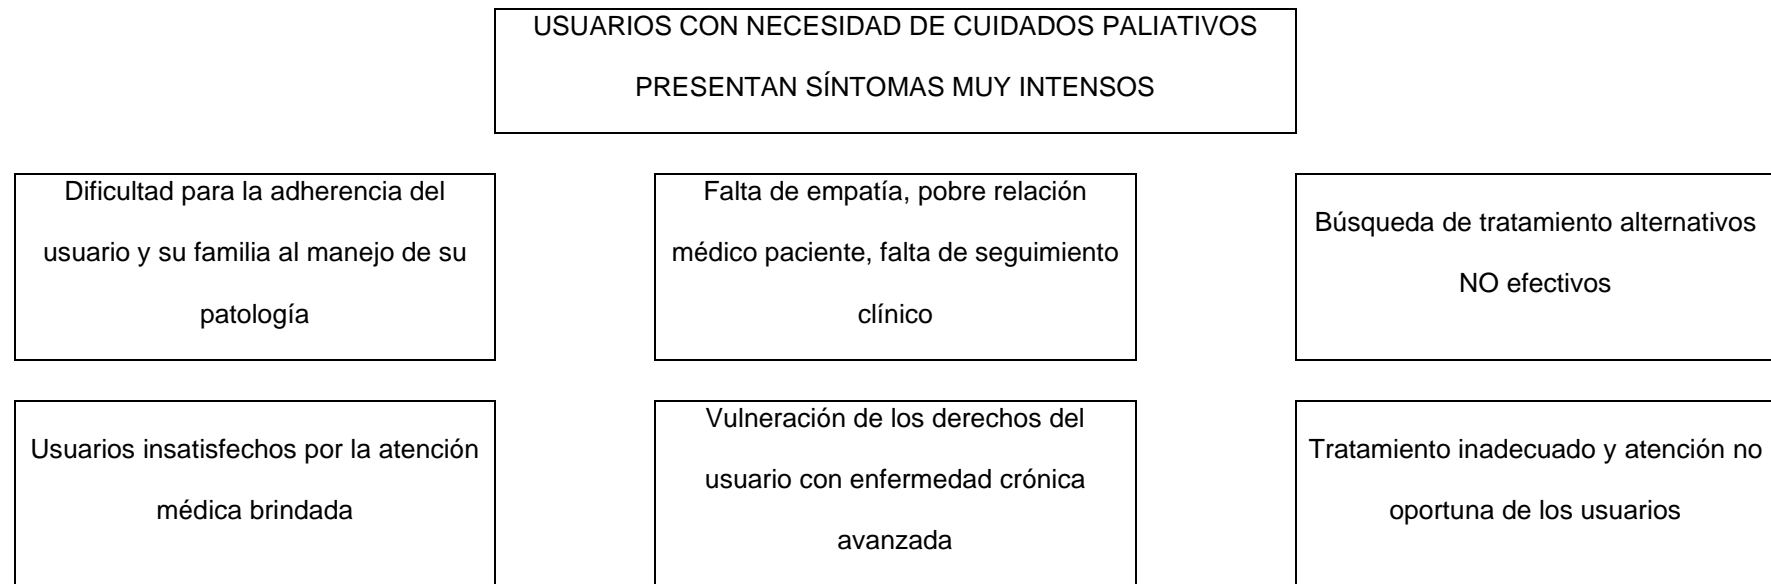 USUARIOS CON NECESIDAD DE CUIDADOS PALIATIVOS
PRESENTAN SÍNTOMAS MUY INTENSOS
Dificultad para la adherencia del
usuario y su familia al manejo de su
patología
Falta de empatía, pobre relación
médico paciente, falta de seguimiento
clínico
Búsqueda de tratamiento alternativos
NO efectivos
Usuarios insatisfechos por la atención
médica brindada
Vulneración de los derechos del
usuario con enfermedad crónica
avanzada
Tratamiento inadecuado y atención no
oportuna de los usuarios